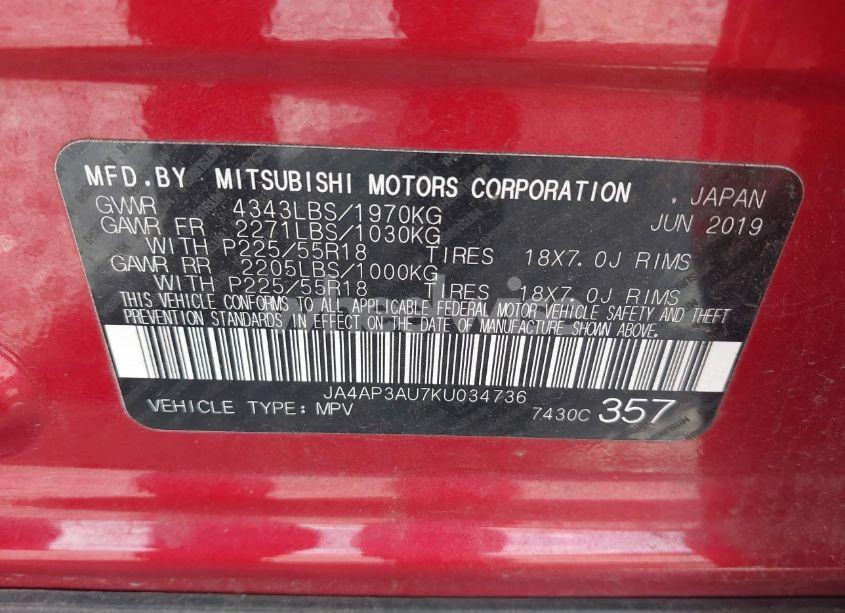 MFD.BY MITSUBISHI MOTORS CORPORATION , JAPAN
GVWR 4343LBS/1970KG JUN 2019
GAWR FR 2271LBS/1030KG
WITH P225/55R18 TIRES 18X7.0J RIMS
GAWR RR 2205LBS/1000KG
WITH P225/55R18 TIRES 18X7.0J RIMS
THIS VEHICLE CONFORMS TO ALL APPLICABLE FEDERAL MOTOR VEHICLE SAFETY AND THEFT
PREVENTION STANDARDS IN EFFECT ON THE DATE OF MANUFACTURE SHOWN ABOVE.
JA4AP3AU7KU034736
VEHICLE TYPE: MPV 7430C 357